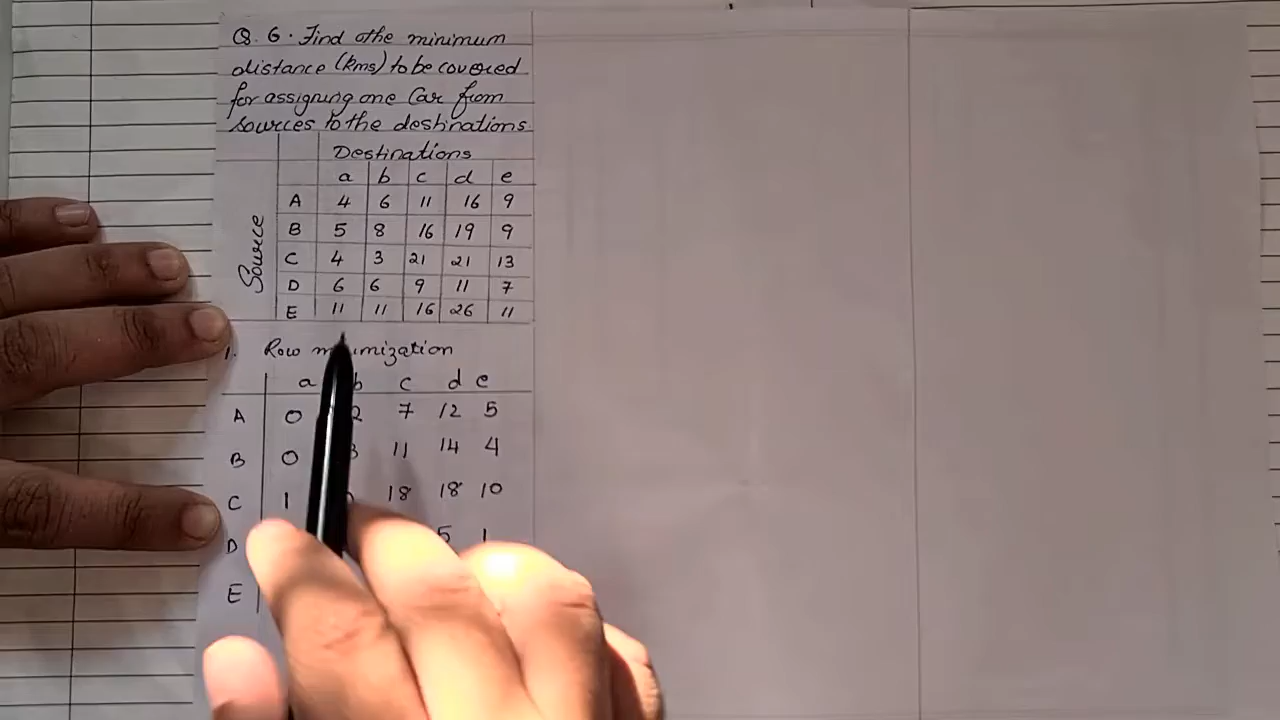 Q. 6. Find the minimum
distance (kms) to be covered
for assigning one Car from
sources to the destinations.
Destinations
a b c d e
Source
A 4 6 11 16 9
B 5 8 16 19 9
C 4 3 21 21 13
D 6 6 9 11 7
E 11 11 16 26 11
1. Row
a b c d e
A 0 2 7 12 5
B 0 11 14 4
C 1 18 18 10
D 5 1
E